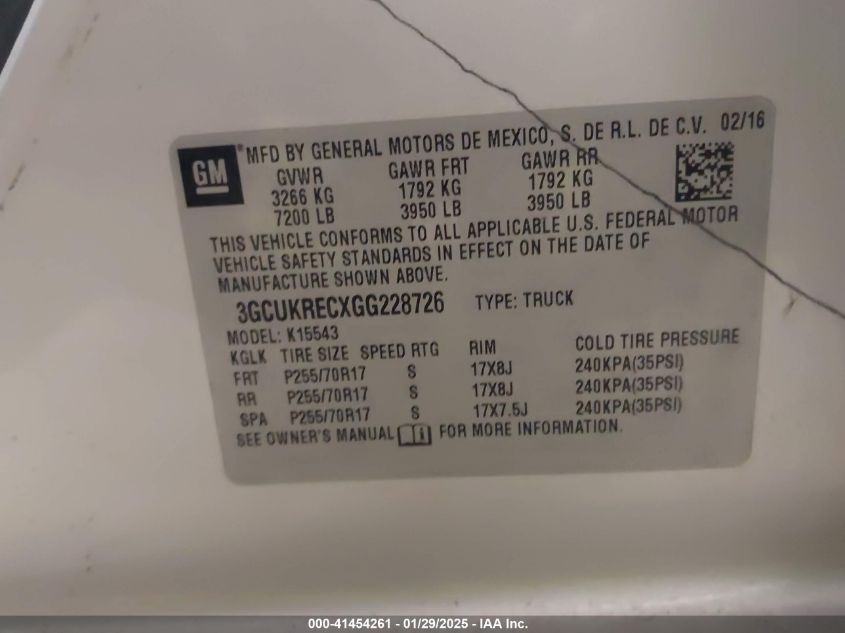 GM ® MFD BY GENERAL MOTORS DE MEXICO, S. DE R.L. DE C.V. 02/16
GVWR GAWR FRT GAWR RR
3266 KG 1792 KG 1792 KG
7200 LB 3950 LB 3950 LB
THIS VEHICLE CONFORMS TO ALL APPLICABLE U.S. FEDERAL MOTOR
VEHICLE SAFETY STANDARDS IN EFFECT ON THE DATE OF
MANUFACTURE SHOWN ABOVE.
3GCUKRECXGG228726 TYPE: TRUCK
MODEL: K15543
KGLK TIRE SIZE SPEED RTG RIM COLD TIRE PRESSURE
FRT P255/70R17 S 17X8J 240KPA(35PSI)
RR P255/70R17 S 17X8J 240KPA(35PSI)
SPA P255/70R17 S 17X7.5J 240KPA(35PSI)
SEE OWNER'S MANUAL FOR MORE INFORMATION.
000-41454261 - 01/29/2025 - IAA Inc.